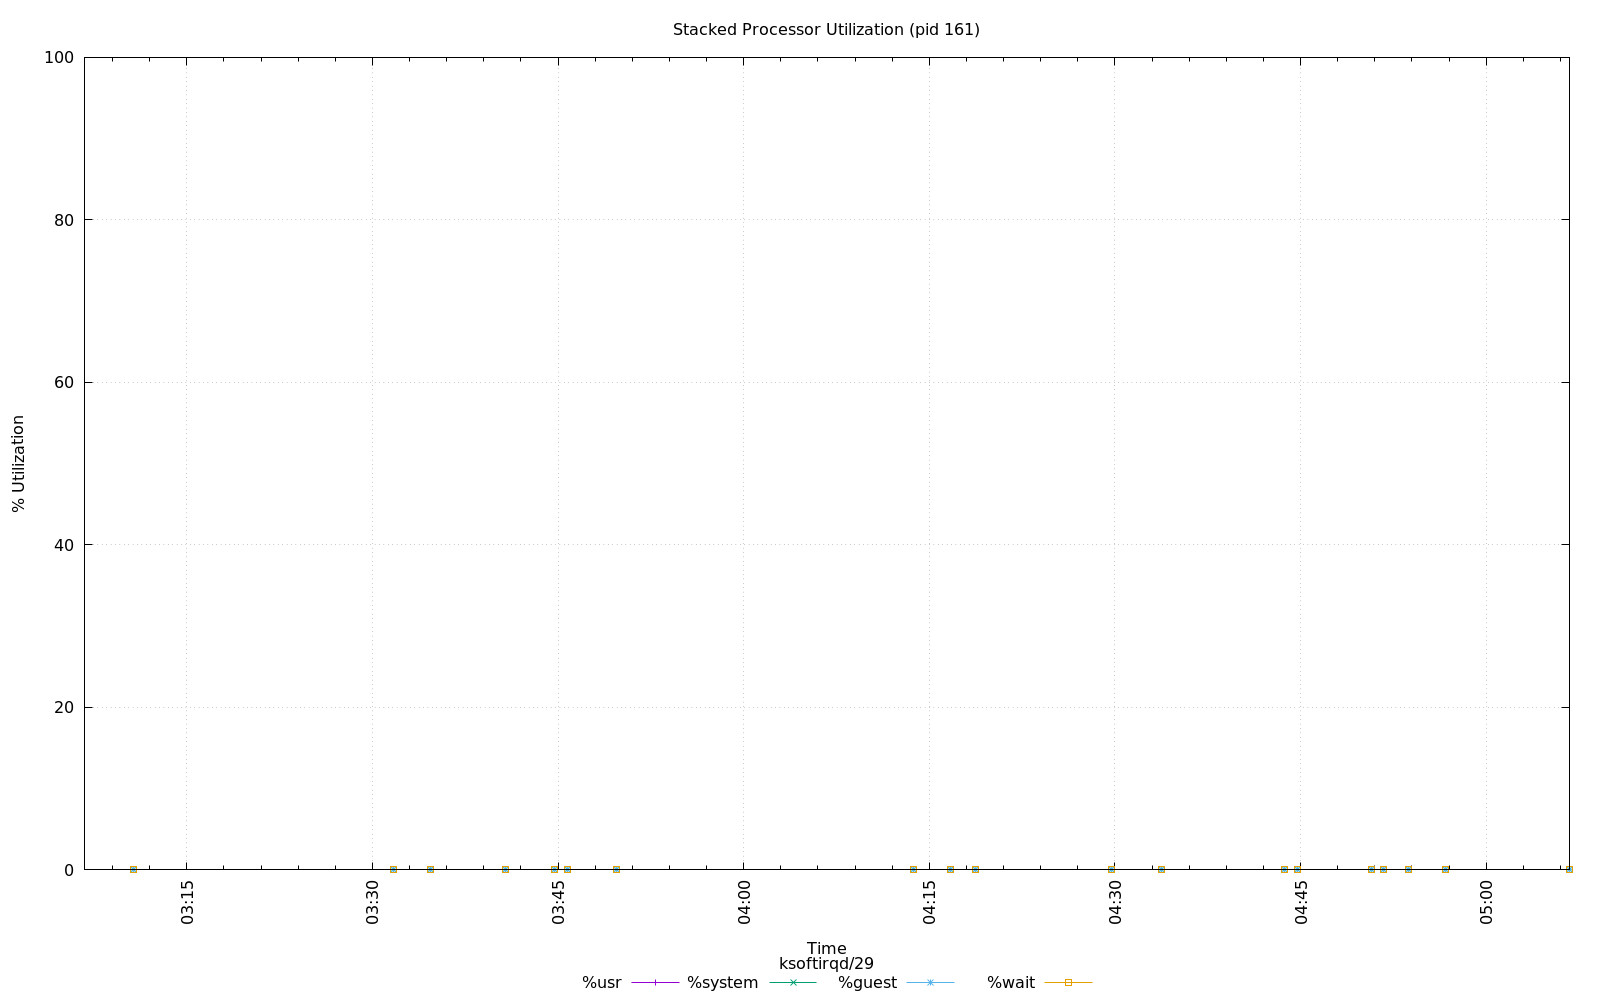 Stacked Processor Utilization (pid 161)
100
80
60
40
20
0
% Utilization
03:15
03:30
03:45
04:00
04:15
04:30
04:45
05:00
Time
ksoftirqd/29
%usr %system %guest %wait